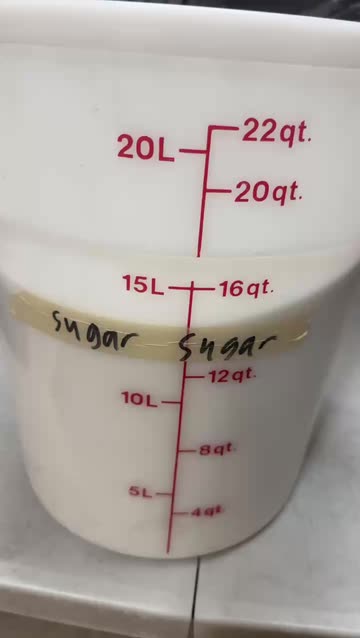 22qt.
20L
20qt.
15L 16qt.
sugar sugar
12qt.
10L
8qt.
5L
4qt.